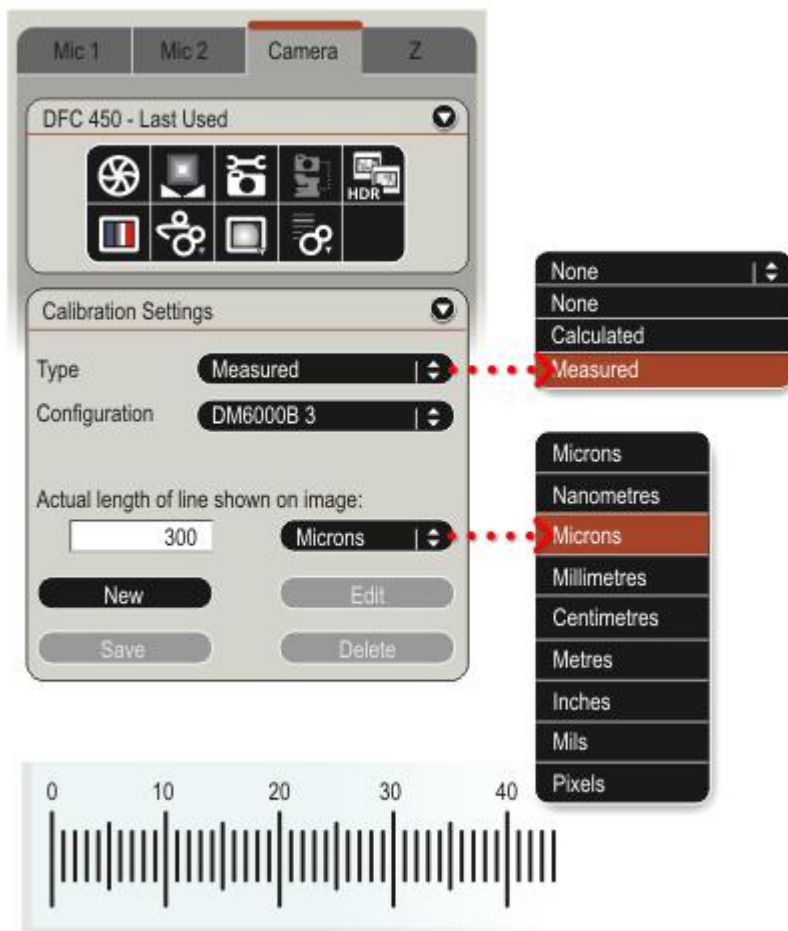 Mic 1 Mic 2 Camera Z
DFC 450 - Last Used
HDR
Calibration Settings
Type Measured
Configuration DM6000B 3
Actual length of line shown on image:
300 Microns
New Edit
Save Delete
None
None
Calculated
Measured
Microns
Nanometres
Microns
Millimetres
Centimetres
Metres
Inches
Mils
Pixels
0 10 20 30 40